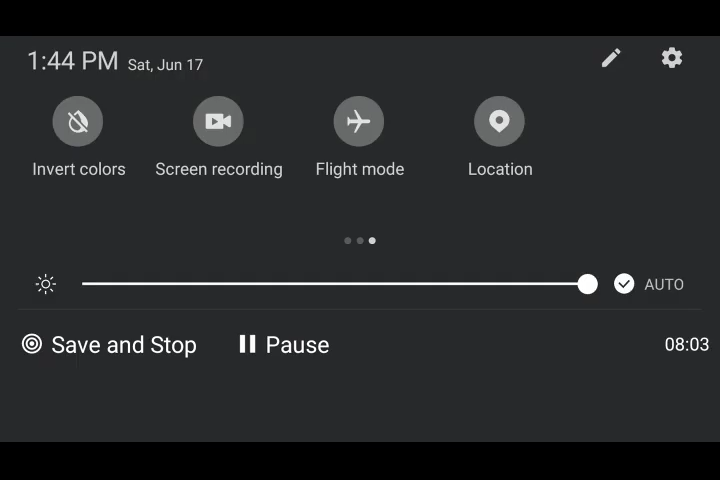 1:44 PM Sat, Jun 17
Invert colors Screen recording Flight mode Location
AUTO
Save and Stop Pause 08:03